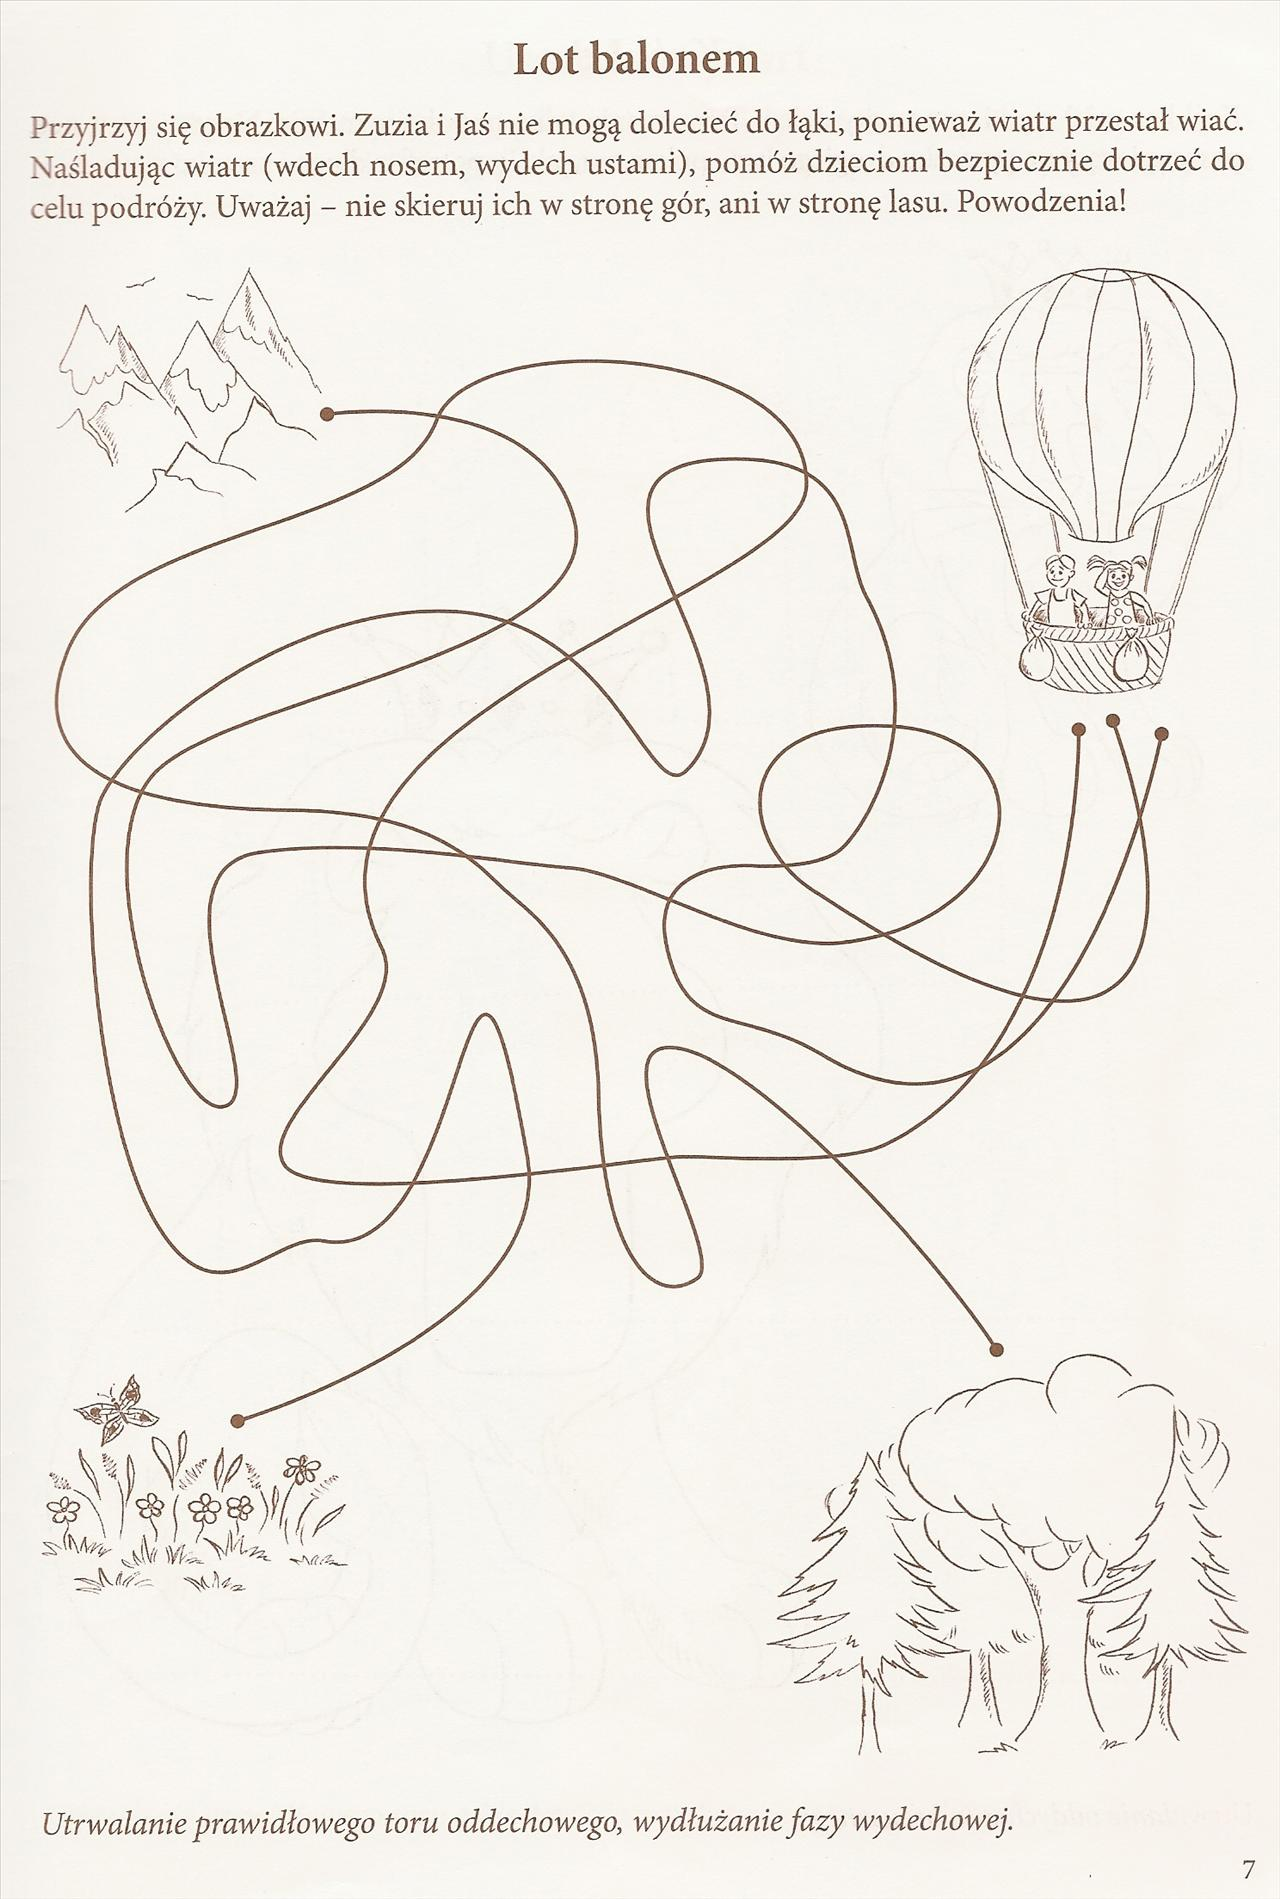 Lot balonem
Przyjrzyj się obrazkowi. Zuzia i Jaś nie mogą dolecieć do łąki, ponieważ wiatr przestał wiać.
Naśladując wiatr (wdech nosem, wydech ustami), pomóż dzieciom bezpiecznie dotrzeć do
celu podróży. Uważaj – nie skieruj ich w stronę gór, ani w stronę lasu. Powodzenia!
Utrwalanie prawidłowego toru oddechowego, wydłużanie fazy wydechowej.
7